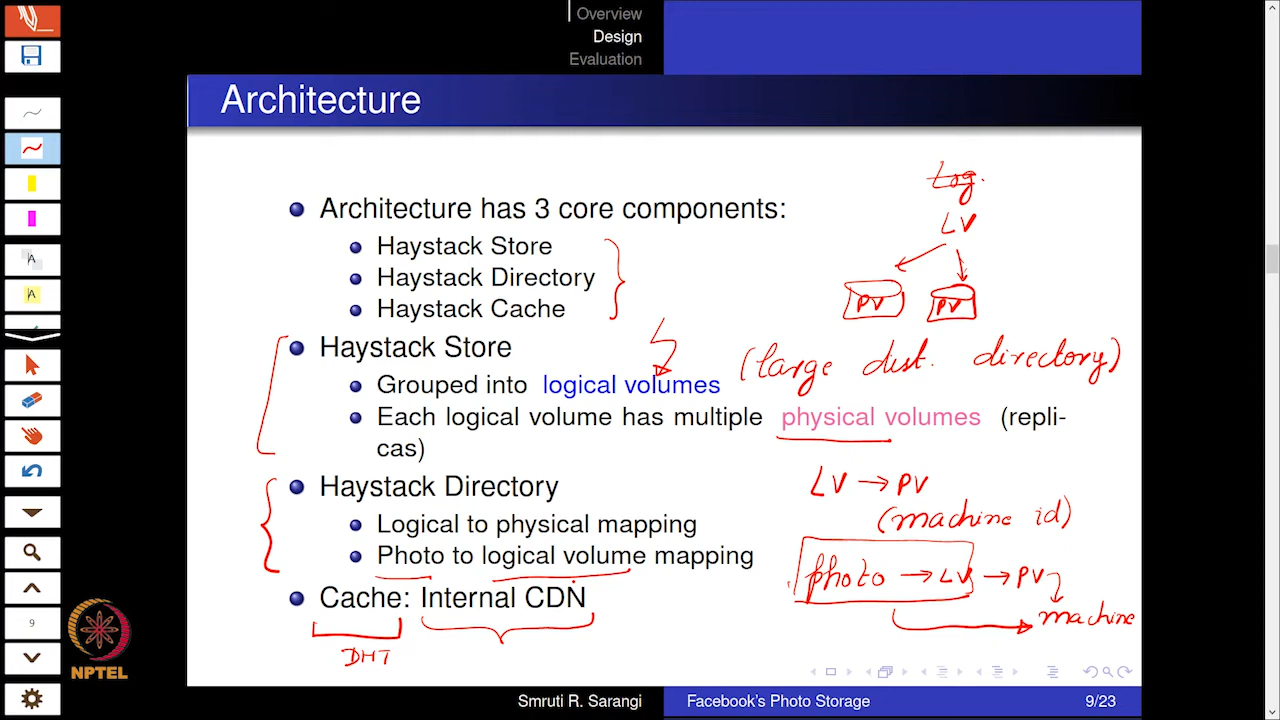 Overview
Design
Evaluation
Architecture
Log.
LV
Architecture has 3 core components:
Haystack Store
Haystack Directory
Haystack Cache
PV PV
Haystack Store
(large dist. directory)
Grouped into logical volumes
Each logical volume has multiple physical volumes (repli-
cas)
LV → PV
(machine id)
Haystack Directory
Logical to physical mapping
Photo to logical volume mapping
photo → LV → PV
machine
Cache: Internal CDN
DHT
A
A
9
NPTEL
Smruti R. Sarangi Facebook's Photo Storage 9/23